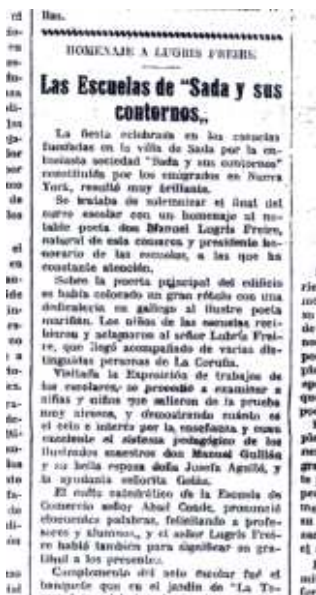 HOMENAJE A LUGRIS FREIRE
Las Escuelas de "Sada y sus
contornos„
La fiesta celebrada en las escuelas
fundadas en la villa de Sada por la en-
tusiasta sociedad "Sada y sus contornos"
constituída por los emigrados en Nueva
York, resultó muy brillante.
Se trataba de solemnizar el final del
curso escolar con un homenaje al no-
table poeta don Manuel Lugris Freire,
natural de esta comarca y presidente ho-
norario de las escuelas, a las que ha
constante atención.
Sobre la puerta principal del edificio
se había colocado un gran rótulo con una
dedicatoria en gallego al ilustre poeta
mariñán. Los niños de las escuelas reci-
bieron y aclamaron al señor Lubris Frei-
re, que llegó acompañado de varias dis-
tinguidas personas de La Coruña.
Visitada la Exposición de trabajos de
los escolares, se procedió a examinar a
niñas y niños que salieron de la prueba
muy airosos, y demostrando cuánto es
el celo e interés por la enseñanza y cuan
excelente el sistema pedagógico de los
ilustrados maestros don Manuel Guillén
y su bella esposa doña Josefa Aguiló, y
la ayudanta señorita
El culto catedrático de la Escuela de
Comercio señor Abad Conde, pronunció
elocuentes palabras, felicitando a profe-
sores y alumnos, y el señor Lugris Frei-
re habló también para significar su gra-
titud a los presentes.
Complemento del acto escolar fué el
banquete que en el jardín de "La Te-